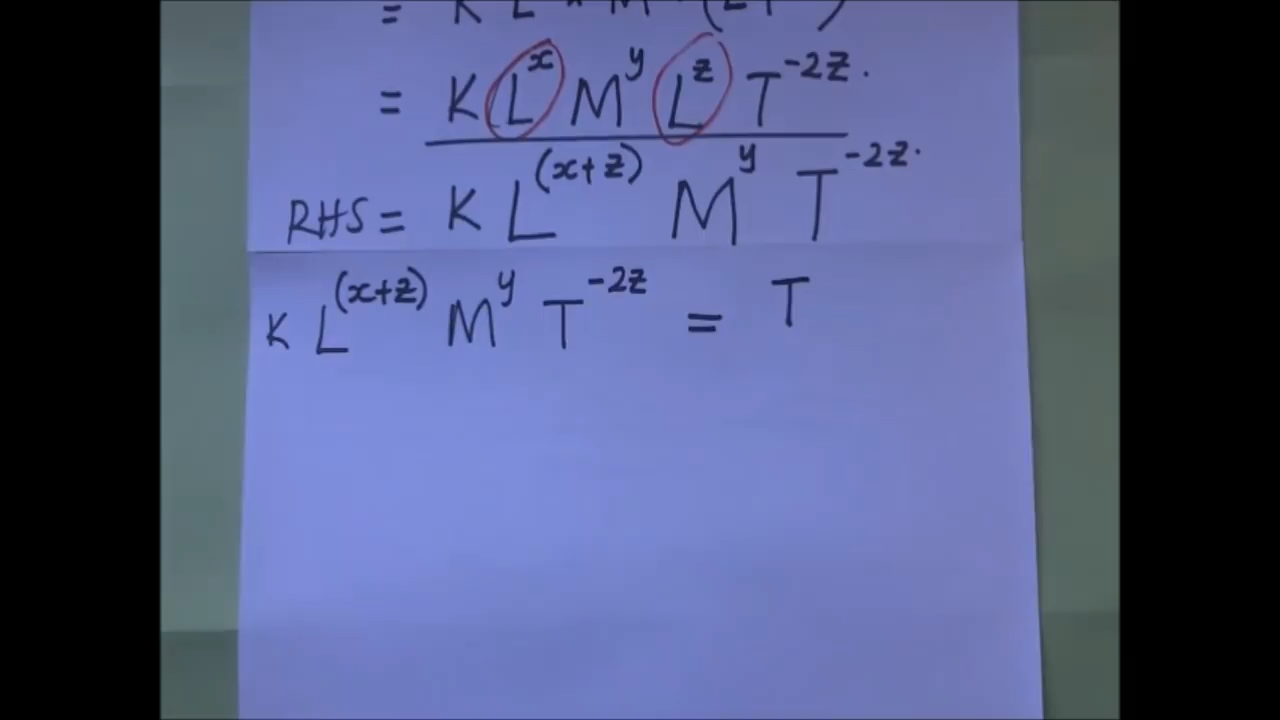 = K L^x M^y L^z T^-2z.
RHS = K L^(x+z) M^y T^-2z.
K L^(x+z) M^y T^-2z = T